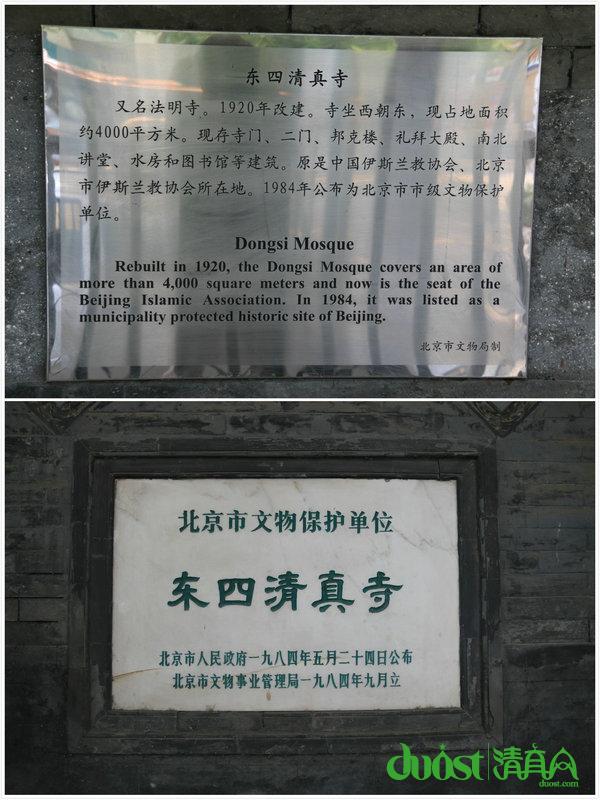 东四清真寺
又名法明寺。1920年改建。寺坐西朝东，现占地面积
约4000平方米。现存寺门、二门、邦克楼、礼拜大殿、南北
讲堂、水房和图书馆等建筑。原是中国伊斯兰教协会、北京
市伊斯兰教协会所在地。1984年公布为北京市市级文物保护
单位。
Dongsi Mosque
Rebuilt in 1920, the Dongsi Mosque covers an area of
more than 4,000 square meters and now is the seat of the
Beijing Islamic Association. In 1984, it was listed as a
municipality protected historic site of Beijing.
北京市文物局制
北京市文物保护单位
东四清真寺
北京市人民政府一九八四年五月二十四日公布
北京市文物事业管理局一九八四年九月立
duost 清真网
duost.com